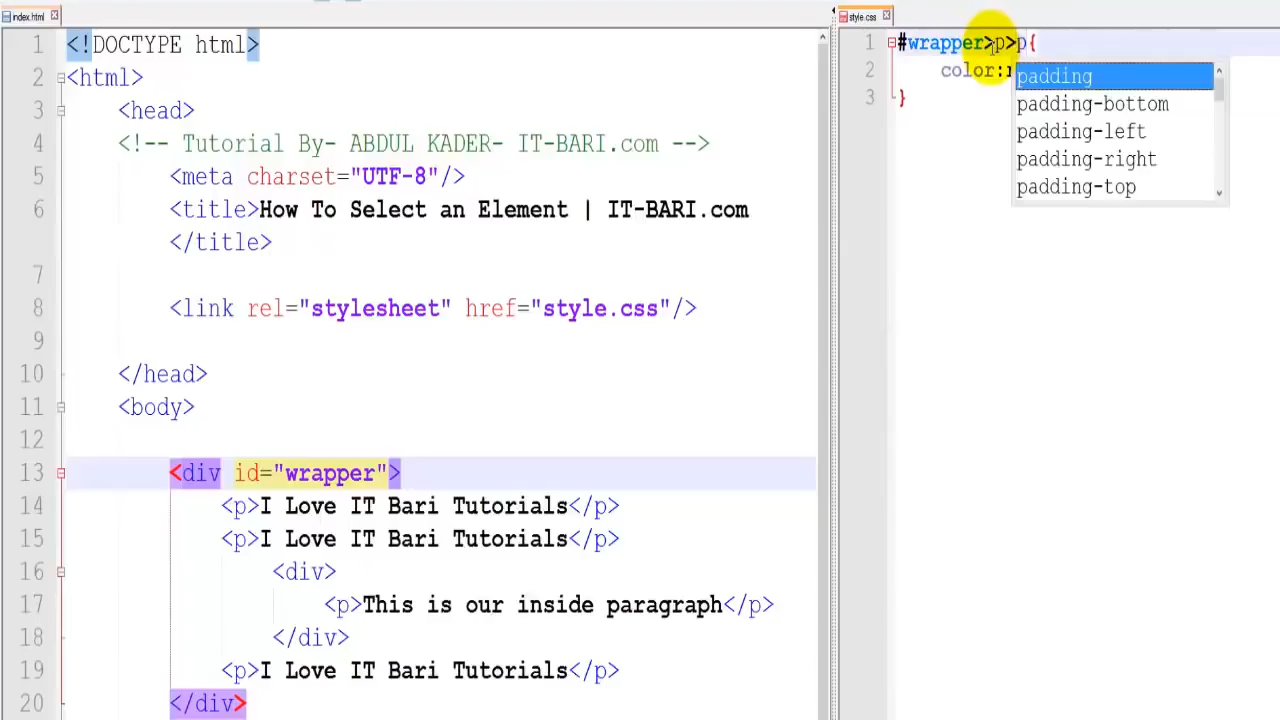 index.html
1 <!DOCTYPE html>
2 <html>
3 <head>
4 <!-- Tutorial By- ABDUL KADER- IT-BARI.com -->
5 <meta charset="UTF-8"/>
6 <title>How To Select an Element | IT-BARI.com
</title>
7
8 <link rel="stylesheet" href="style.css"/>
9
10 </head>
11 <body>
12
13 <div id="wrapper">
14 <p>I Love IT Bari Tutorials</p>
15 <p>I Love IT Bari Tutorials</p>
16 <div>
17 <p>This is our inside paragraph</p>
18 </div>
19 <p>I Love IT Bari Tutorials</p>
20 </div>
style.css
1 #wrapper>p>p{
2 color:
3 }
padding
padding-bottom
padding-left
padding-right
padding-top